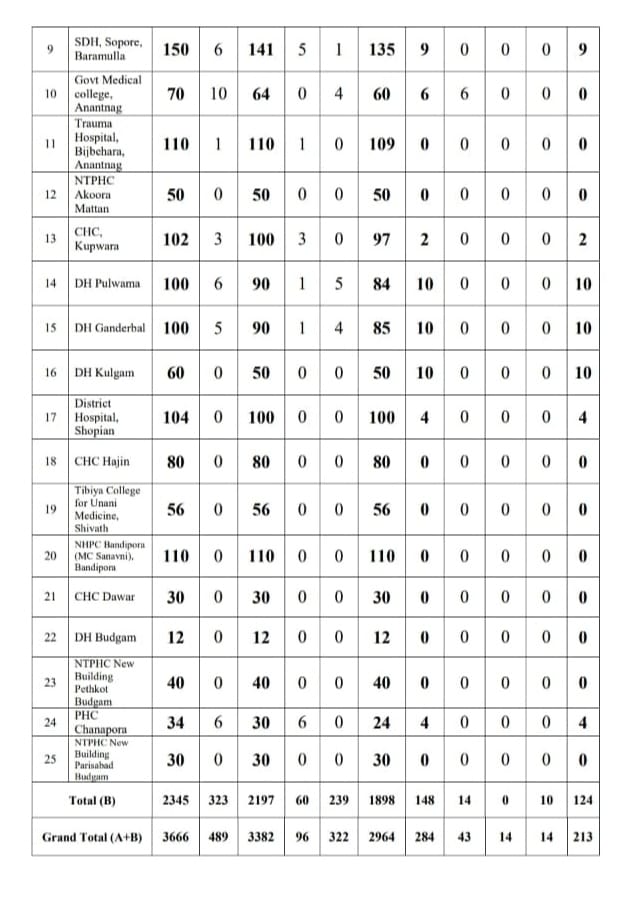 9 SDH, Sopore, Baramulla 150 6 141 5 1 135 9 0 0 0 9
10 Govt Medical college, Anantnag 70 10 64 0 4 60 6 6 0 0 0
11 Trauma Hospital, Bijbehara, Anantnag 110 1 110 1 0 109 0 0 0 0 0
12 NTPHC Akoora Mattan 50 0 50 0 0 50 0 0 0 0 0
13 CHC, Kupwara 102 3 100 3 0 97 2 0 0 0 2
14 DH Pulwama 100 6 90 1 5 84 10 0 0 0 10
15 DH Ganderbal 100 5 90 1 4 85 10 0 0 0 10
16 DH Kulgam 60 0 50 0 0 50 10 0 0 0 10
17 District Hospital, Shopian 104 0 100 0 0 100 4 0 0 0 4
18 CHC Hajin 80 0 80 0 0 80 0 0 0 0 0
19 Tibiya College for Unani Medicine, Shivath 56 0 56 0 0 56 0 0 0 0 0
20 NHPC Bandipora (MC Sanavni), Bandipora 110 0 110 0 0 110 0 0 0 0 0
21 CHC Dawar 30 0 30 0 0 30 0 0 0 0 0
22 DH Budgam 12 0 12 0 0 12 0 0 0 0 0
23 NTPHC New Building Pethkot Budgam 40 0 40 0 0 40 0 0 0 0 0
24 PHC Chanapora 34 6 30 6 0 24 4 0 0 0 4
25 NTPHC New Building Parisabad Budgam 30 0 30 0 0 30 0 0 0 0 0
Total (B) 2345 323 2197 60 239 1898 148 14 0 10 124
Grand Total (A+B) 3666 489 3382 96 322 2964 284 43 14 14 213